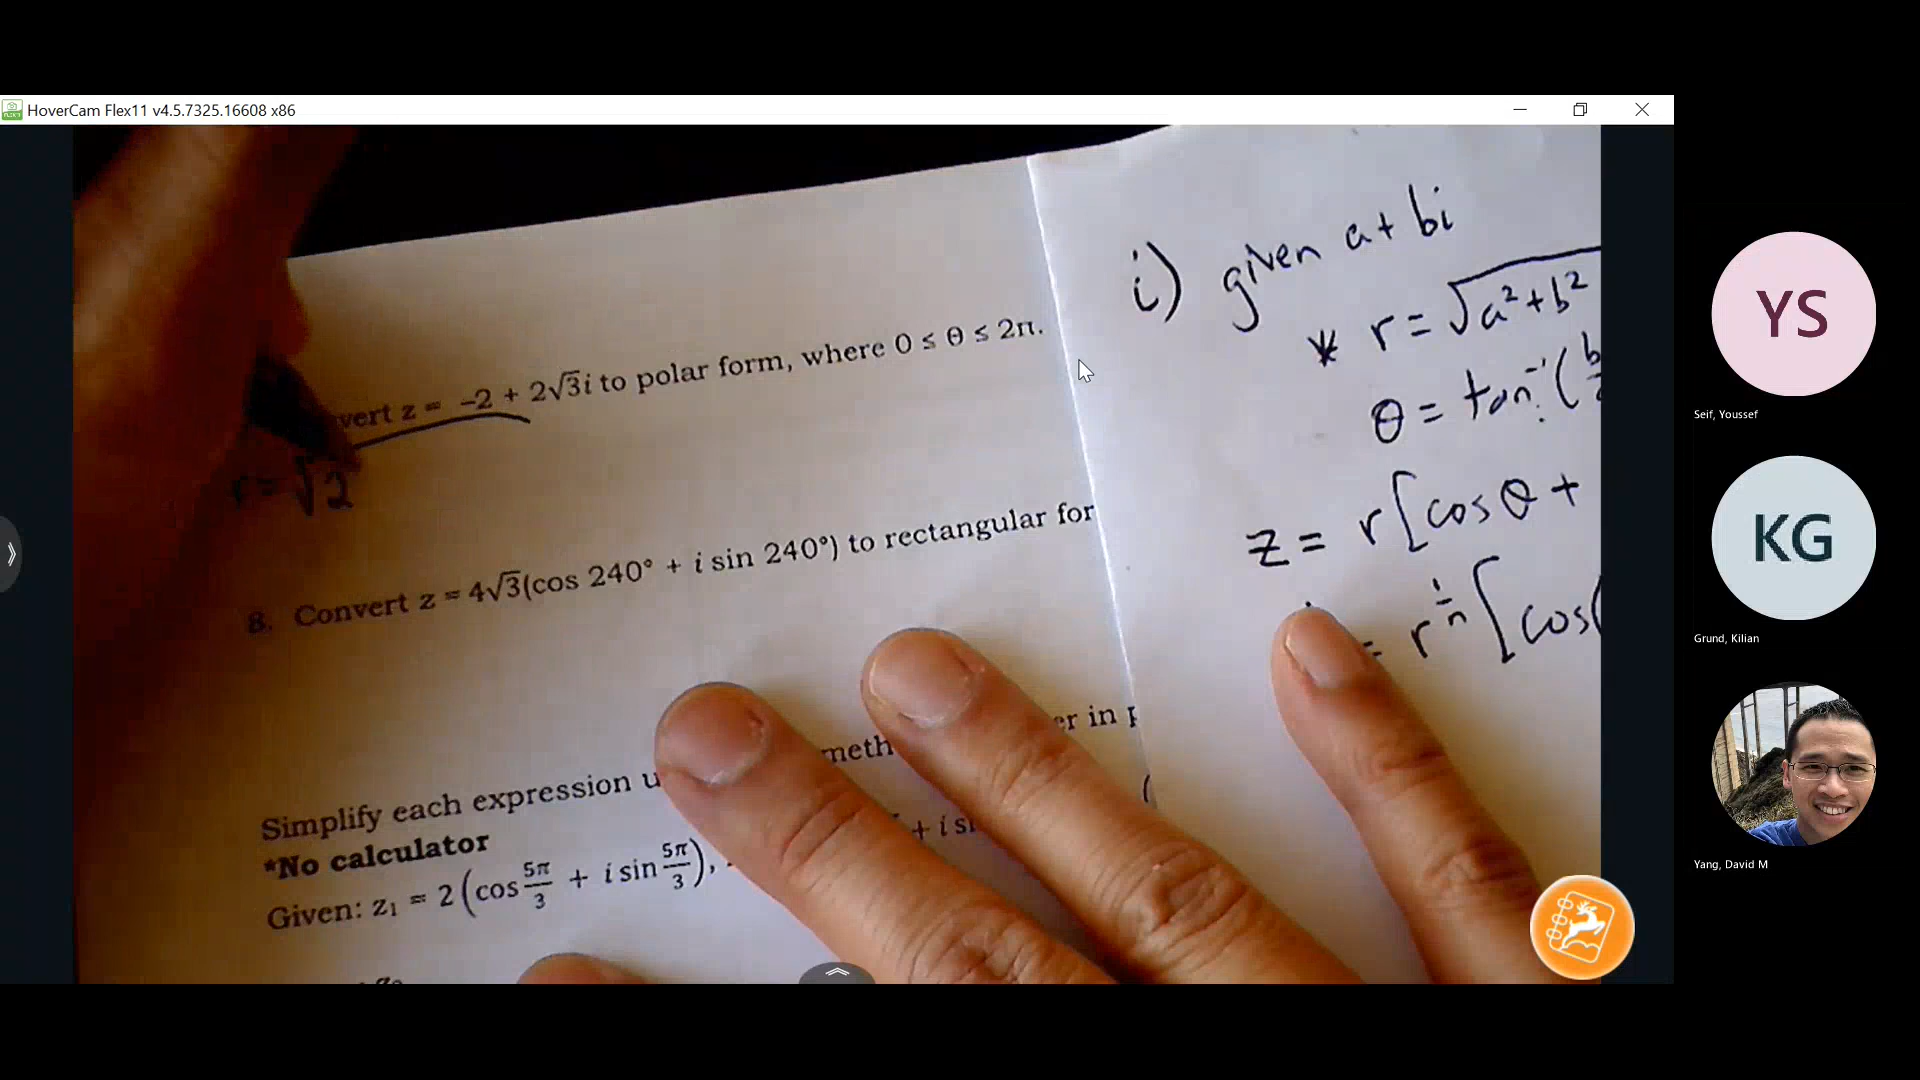 HoverCam Flex11 v4.5.7325.16608 x86
vert z = -2 + 2√3i to polar form, where 0 ≤ θ ≤ 2π.
r = √2
8. Convert z = 4√3(cos 240° + i sin 240°) to rectangular for
Simplify each expression u meth er in p
*No calculator
Given: z₁ = 2 (cos 5π/3 + i sin 5π/3), + i si
i) given a + bi
* r = √a² + b²
θ = tan⁻¹ ( b
z = r [cos θ +
= r^1/n [cos(
YS
Seif, Youssef
KG
Grund, Kilian
Yang, David M